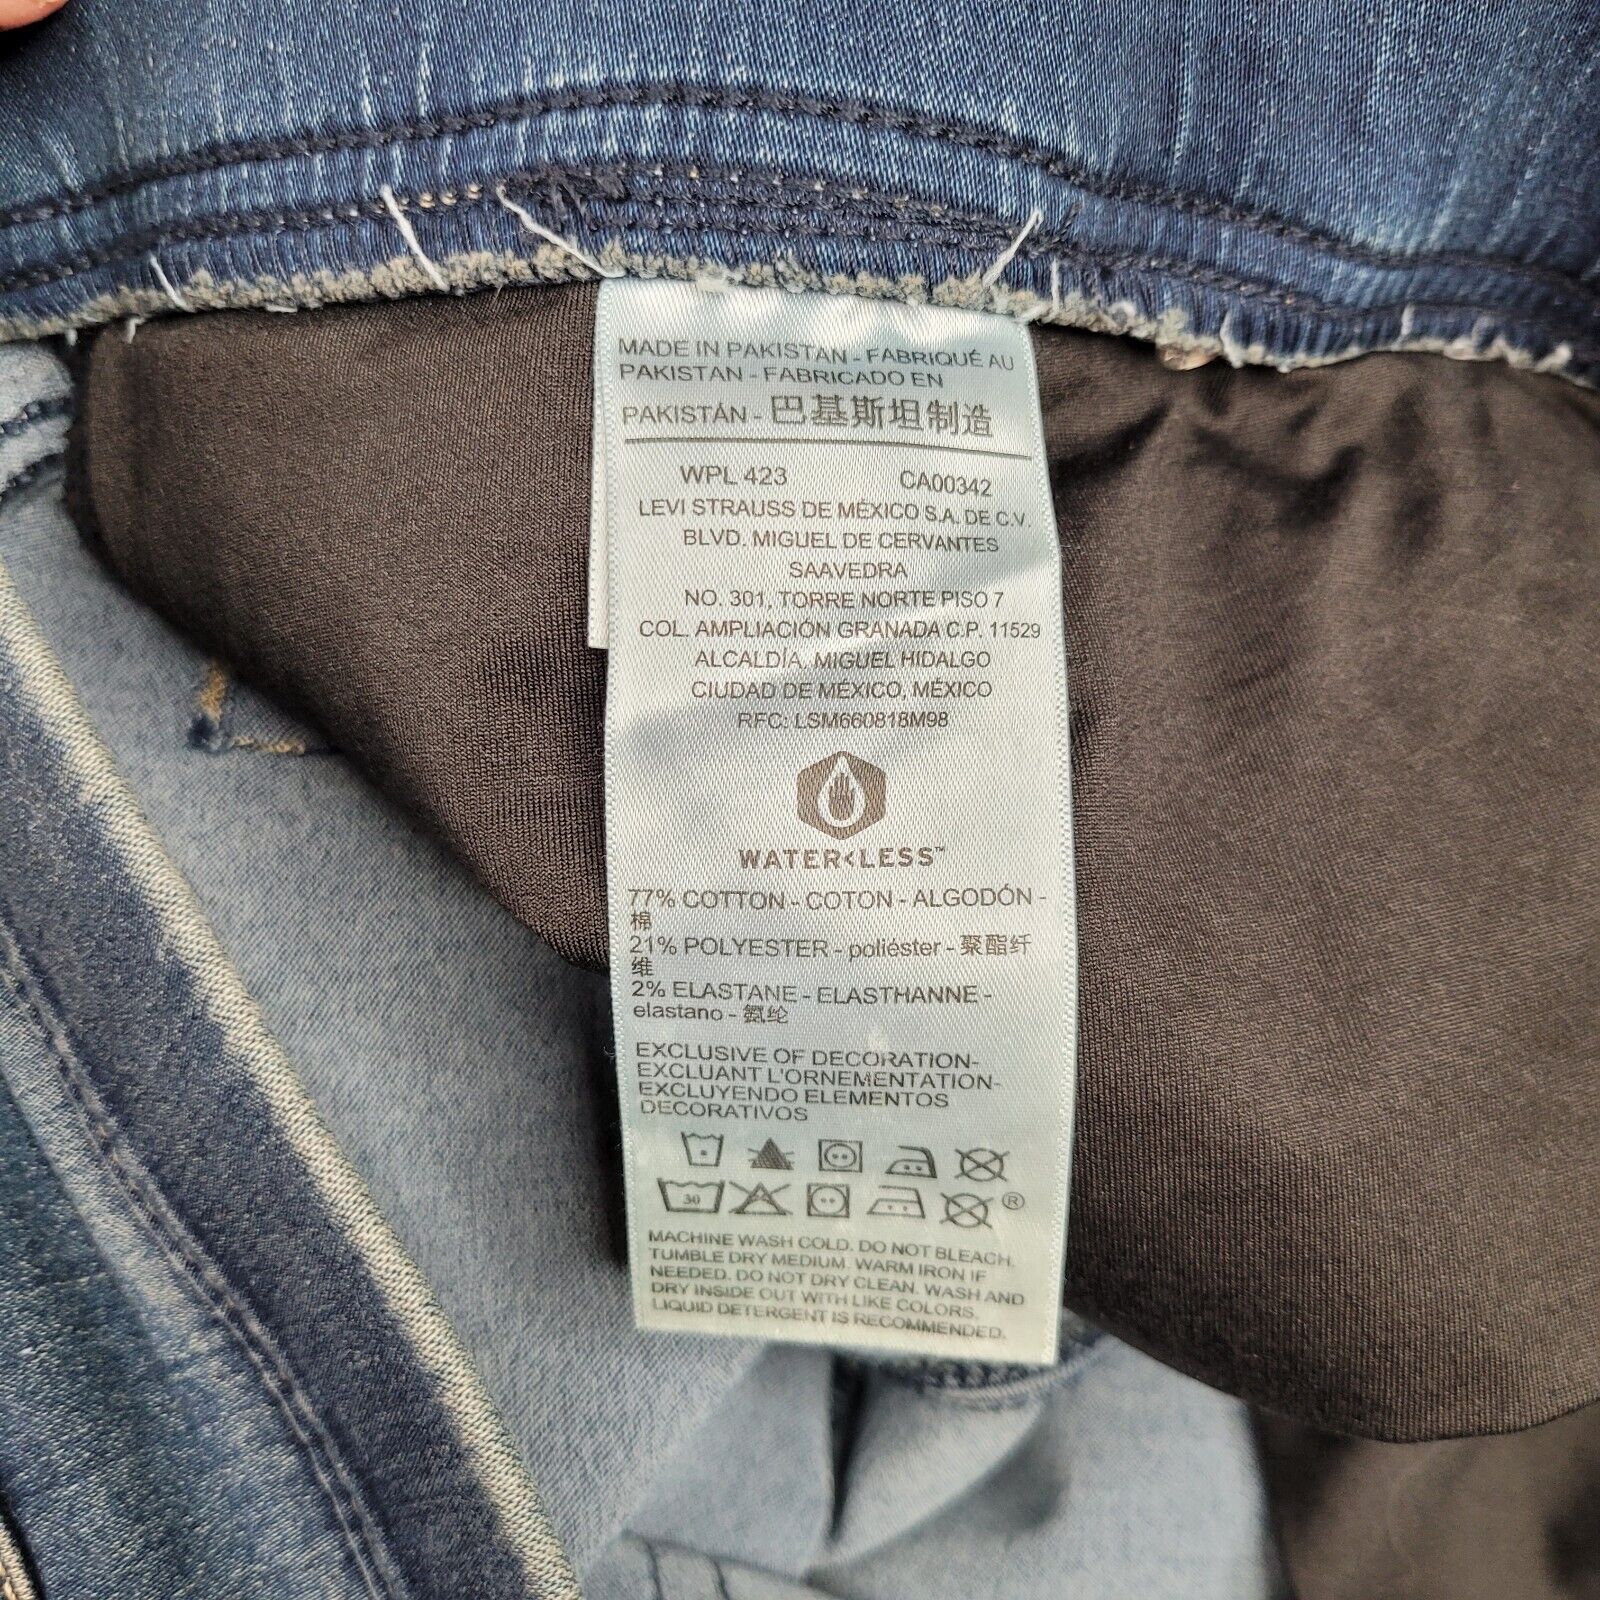 MADE IN PAKISTAN - FABRIQUÉ AU
PAKISTAN - FABRICADO EN
PAKISTÁN - 巴基斯坦制造
WPL 423 CA00342
LEVI STRAUSS DE MÉXICO S.A. DE C.V.
BLVD. MIGUEL DE CERVANTES
SAAVEDRA
NO. 301, TORRE NORTE PISO 7
COL. AMPLIACIÓN GRANADA C.P. 11529
ALCALDÍA, MIGUEL HIDALGO
CIUDAD DE MÉXICO, MÉXICO
RFC: LSM660818M98
WATER<LESS™
77% COTTON - COTON - ALGODÓN -
棉
21% POLYESTER - poliéster - 聚酯纤
维
2% ELASTANE - ELASTHANNE -
elastano - 氨纶
EXCLUSIVE OF DECORATION-
EXCLUANT L'ORNEMENTATION-
EXCLUYENDO ELEMENTOS
DECORATIVOS
30 ®
MACHINE WASH COLD. DO NOT BLEACH.
TUMBLE DRY MEDIUM. WARM IRON IF
NEEDED. DO NOT DRY CLEAN. WASH AND
DRY INSIDE OUT WITH LIKE COLORS.
LIQUID DETERGENT IS RECOMMENDED.